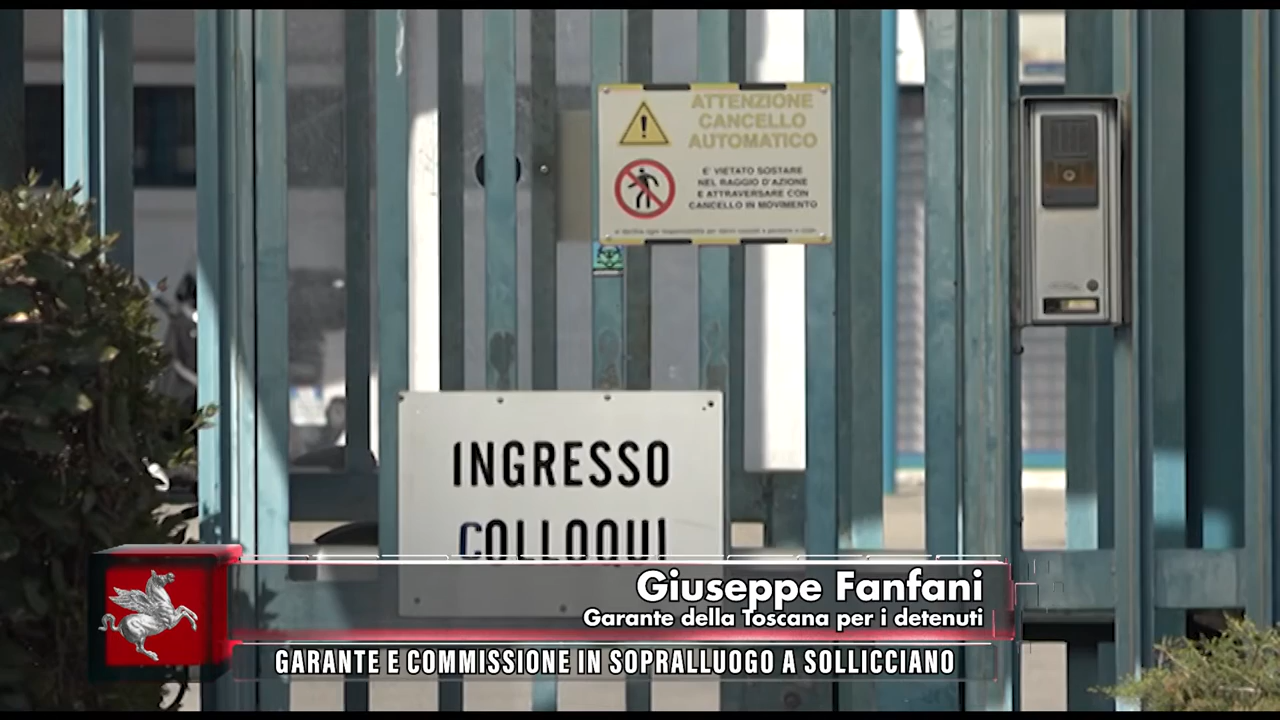 ATTENZIONE
CANCELLO
AUTOMATICO
E' VIETATO SOSTARE
NEL RAGGIO D'AZIONE
E ATTRAVERSARE CON
CANCELLO IN MOVIMENTO
INGRESSO
COLLOQUI
Giuseppe Fanfani
Garante della Toscana per i detenuti
GARANTE E COMMISSIONE IN SOPRALLUOGO A SOLLICCIANO